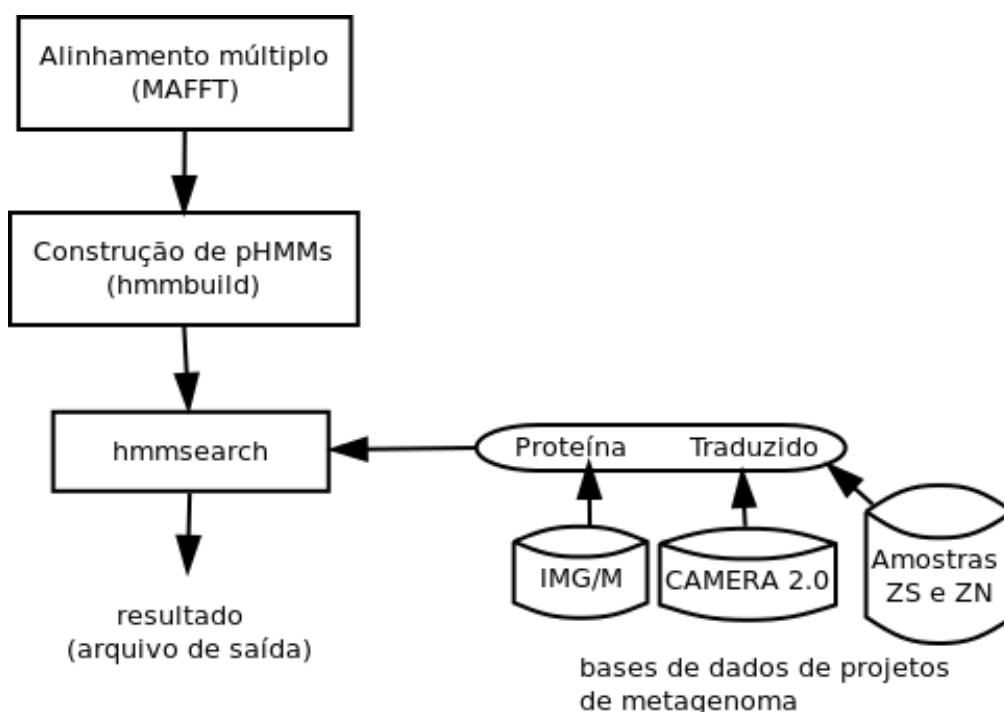 Alinhamento múltiplo
(MAFFT)
Construção de pHMMs
(hmmbuild)
hmmsearch
Proteína Traduzido
IMG/M
CAMERA 2.0
Amostras
ZS e ZN
resultado
(arquivo de saída)
bases de dados de projetos
de metagenoma